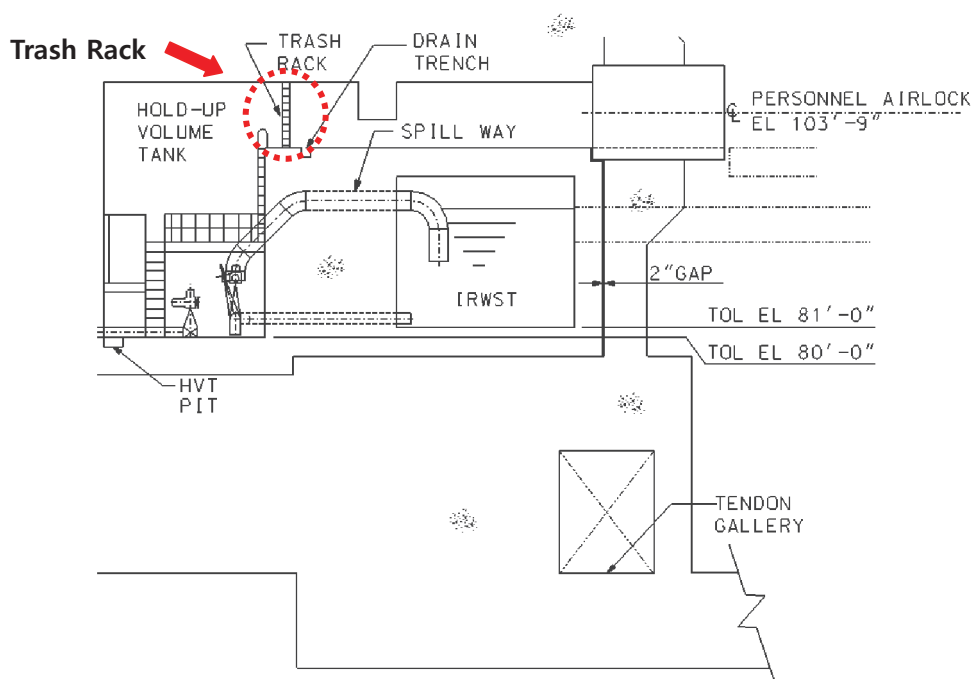 Trash Rack
TRASH
RACK
DRAIN
TRENCH
HOLD-UP
VOLUME
TANK
SPILL WAY
℄ PERSONNEL AIRLOCK
EL 103'-9"
2"GAP
IRWST
TOL EL 81'-0"
TOL EL 80'-0"
HVT
PIT
TENDON
GALLERY